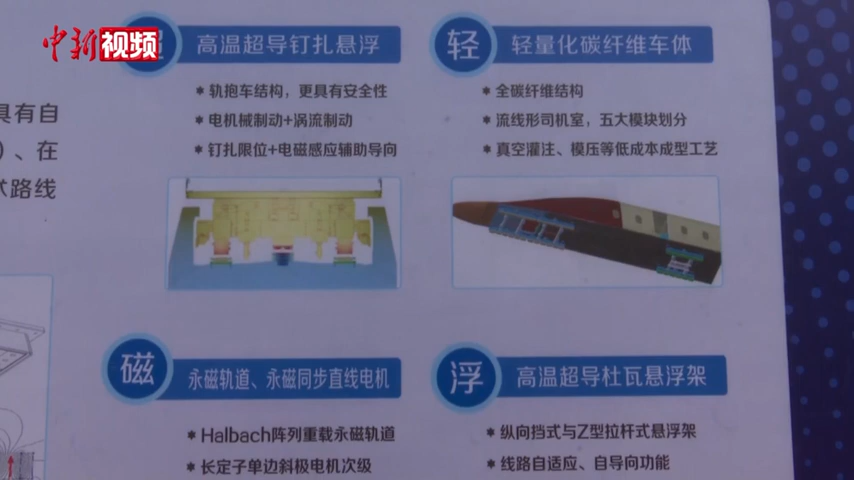 中新视频
高温超导钉扎悬浮
* 轨抱车结构，更具有安全性
* 电机械制动+涡流制动
* 钉扎限位+电磁感应辅助导向
轻 轻量化碳纤维车体
* 全碳纤维结构
* 流线形司机室，五大模块划分
* 真空灌注、模压等低成本成型工艺
具有自
）、在
术路线
磁 永磁轨道、永磁同步直线电机
* Halbach阵列重载永磁轨道
* 长定子单边斜极电机次级
浮 高温超导杜瓦悬浮架
* 纵向挡式与Z型拉杆式悬浮架
* 线路自适应、自导向功能